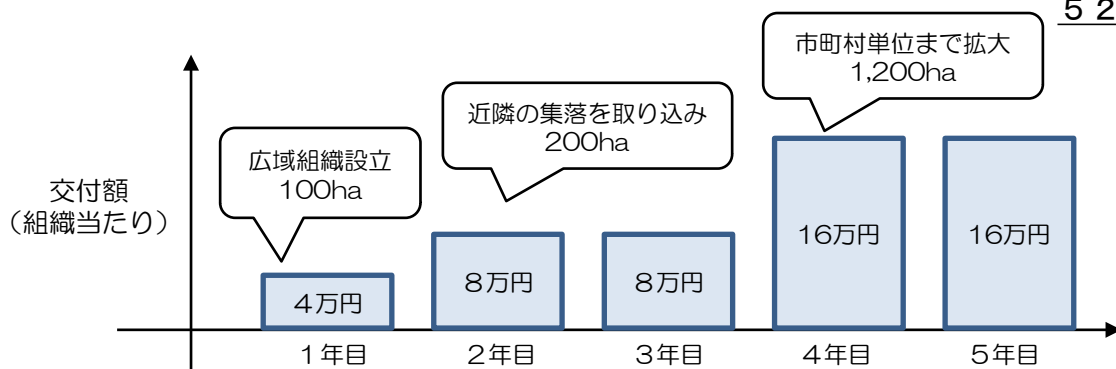 ５２
市町村単位まで拡大
1,200ha
近隣の集落を取り込み
200ha
広域組織設立
100ha
交付額
（組織当たり）
４万円
８万円
８万円
16万円
16万円
１年目
２年目
３年目
４年目
５年目